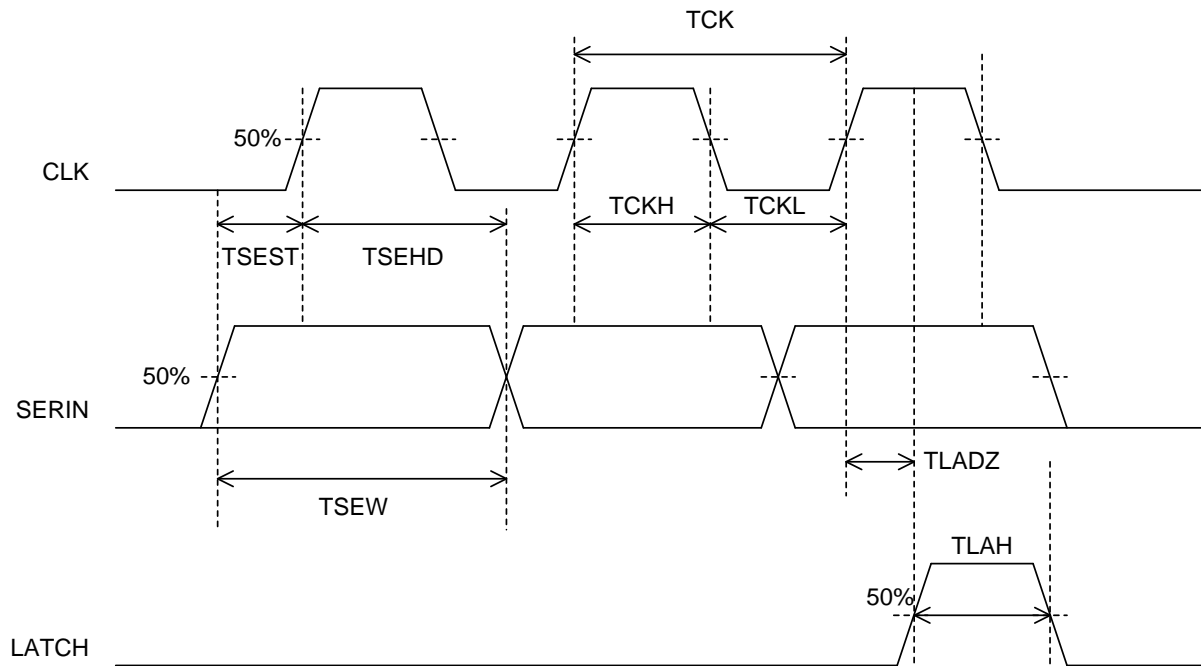 TCK
50%
CLK
TCKH
TCKL
TSEST
TSEHD
50%
SERIN
TLADZ
TSEW
TLAH
50%
LATCH